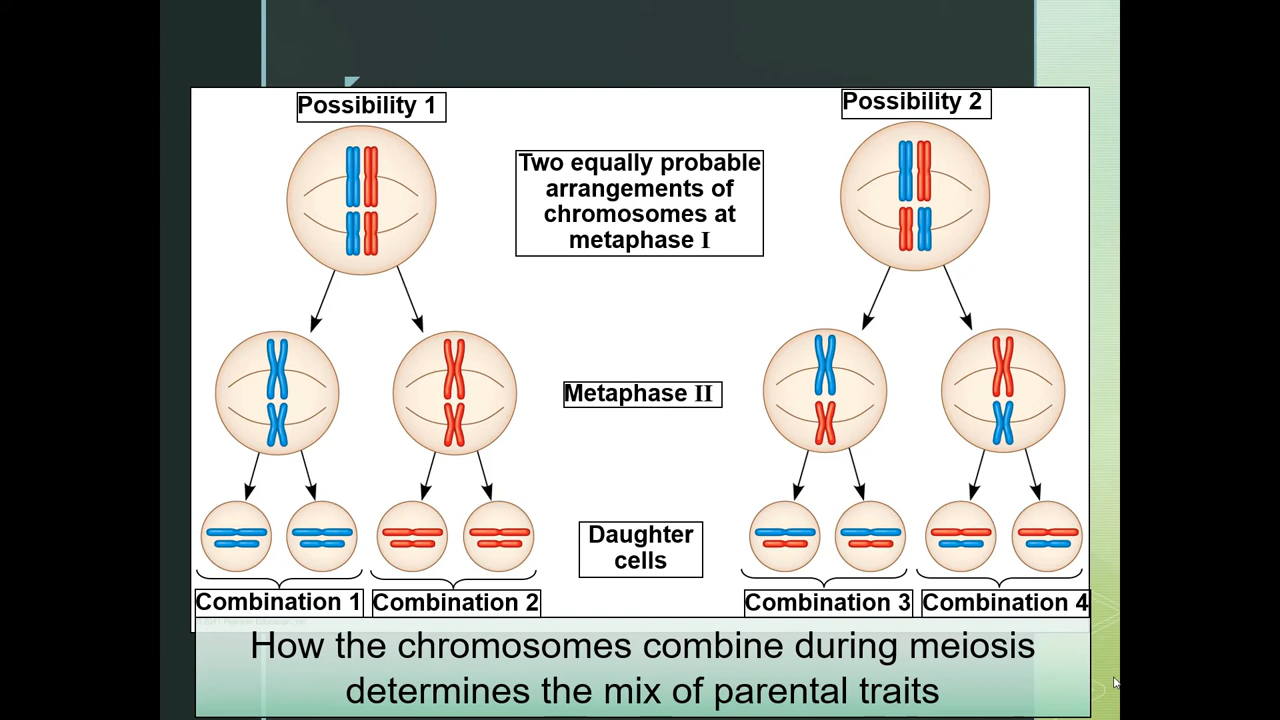 Possibility 1
Possibility 2
Two equally probable
arrangements of
chromosomes at
metaphase I
Metaphase II
Daughter
cells
Combination 1
Combination 2
Combination 3
Combination 4
How the chromosomes combine during meiosis
determines the mix of parental traits